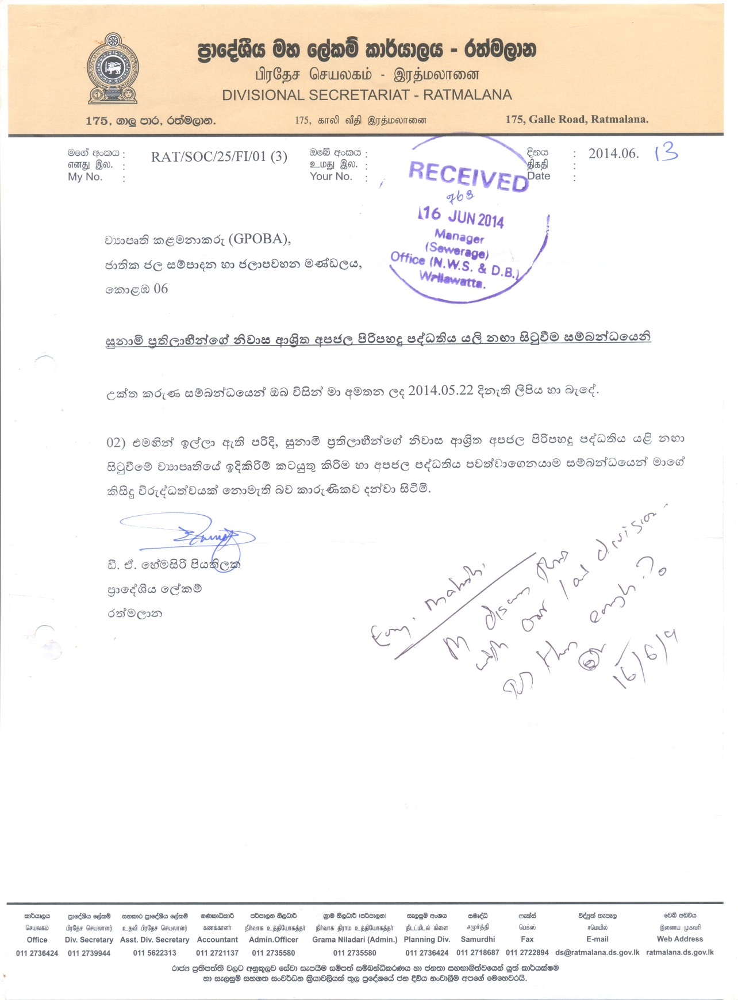 ප්‍රාදේශීය මහ ලේකම් කාර්යාලය - රත්මලාන
பிரதேச செயலகம் - இரத்மலானை
DIVISIONAL SECRETARIAT - RATMALANA
175, ගාලු පාර, රත්මලාන. 175, காலி வீதி இரத்மலானை 175, Galle Road, Ratmalana.
මගේ අංකය : RAT/SOC/25/FI/01 (3) ඔබේ අංකය : දිනය : 2014.06. 13
எனது இல. : உமது இல. : திகதி :
My No. : Your No. : Date :
RECEIVED
768
16 JUN 2014
Manager
(Sewerage)
Office (N.W.S. & D.B.)
Wellawatta.
ව්‍යාපෘති කළමනාකරු (GPOBA),
ජාතික ජල සම්පාදන හා ජලාපවහන මණ්ඩලය,
කොළඹ 06
සුනාමි ප්‍රතිලාභීන්ගේ නිවාස ආශ්‍රිත අපජල පිරිපහදු පද්ධතිය යලි නඟා සිටුවීම සම්බන්ධයෙනි
උක්ත කරුණ සම්බන්ධයෙන් ඔබ විසින් මා අමතන ලද 2014.05.22 දිනැති ලිපිය හා බැඳේ.
02) එමඟින් ඉල්ලා ඇති පරිදි, සුනාමි ප්‍රතිලාභීන්ගේ නිවාස ආශ්‍රිත අපජල පිරිපහදු පද්ධතිය යළි නඟා
සිටුවීමේ ව්‍යාපෘතියේ ඉදිකිරීම් කටයුතු කිරීම හා අපජල පද්ධතිය පවත්වාගෙනයාම සම්බන්ධයෙන් මාගේ
කිසිදු විරුද්ධත්වයක් නොමැති බව කාරුණිකව දන්වා සිටිමි.
ඩී. ඒ. හේමසිරි පියතිලක
ප්‍රාදේශීය ලේකම්
රත්මලාන
Eng.
discuss
with our land division
enough ?
16/6/4
කාර්යාලය ප්‍රාදේශීය ලේකම් සහකාර ප්‍රාදේශීය ලේකම් ගණකාධිකාරී පරිපාලන නිලධාරී ග්‍රාම නිලධාරී (පරිපාලන) සැලසුම් අංශය සමෘද්ධි ෆැක්ස් විද්‍යුත් තැපෑල වෙබ් අඩවිය
செயலகம் பிரதேச செயலாளர் உதவி பிரதேச செயலாளர் கணக்காளர் நிர்வாக உத்தியோகத்தர் நிர்வாக கிராம உத்தியோகத்தர் திட்டமிடல் கிளை சமுர்த்தி பெக்ஸ் ஈமெயில் இணைய முகவரி
Office Div. Secretary Asst. Div. Secretary Accountant Admin.Officer Grama Niladari (Admin.) Planning Div. Samurdhi Fax E-mail Web Address
011 2736424 011 2739944 011 5622313 011 2721137 011 2735580 011 2735580 011 2736424 011 2718687 011 2722894 ds@ratmalana.ds.gov.lk ratmalana.ds.gov.lk
රාජ්‍ය ප්‍රතිපත්ති වලට අනුකූලව සේවා සැපයීම සම්පත් සම්බන්ධීකරණය හා ජනතා සහභාගිත්වයෙන් යුත් කාර්යක්ෂම
හා සැලසුම් සහගත සංවර්ධන ක්‍රියාවලියක් තුල ප්‍රදේශයේ ජන දිවිය නංවාලීම අපගේ මෙහෙවරයි.